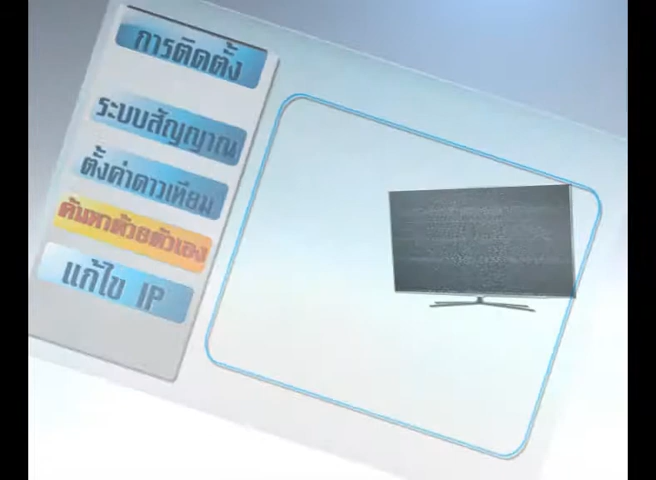 การติดตั้ง
ระบบสัญญาณ
ตั้งค่าดาวเทียม
ค้นหาด้วยตัวเอง
แก้ไข IP